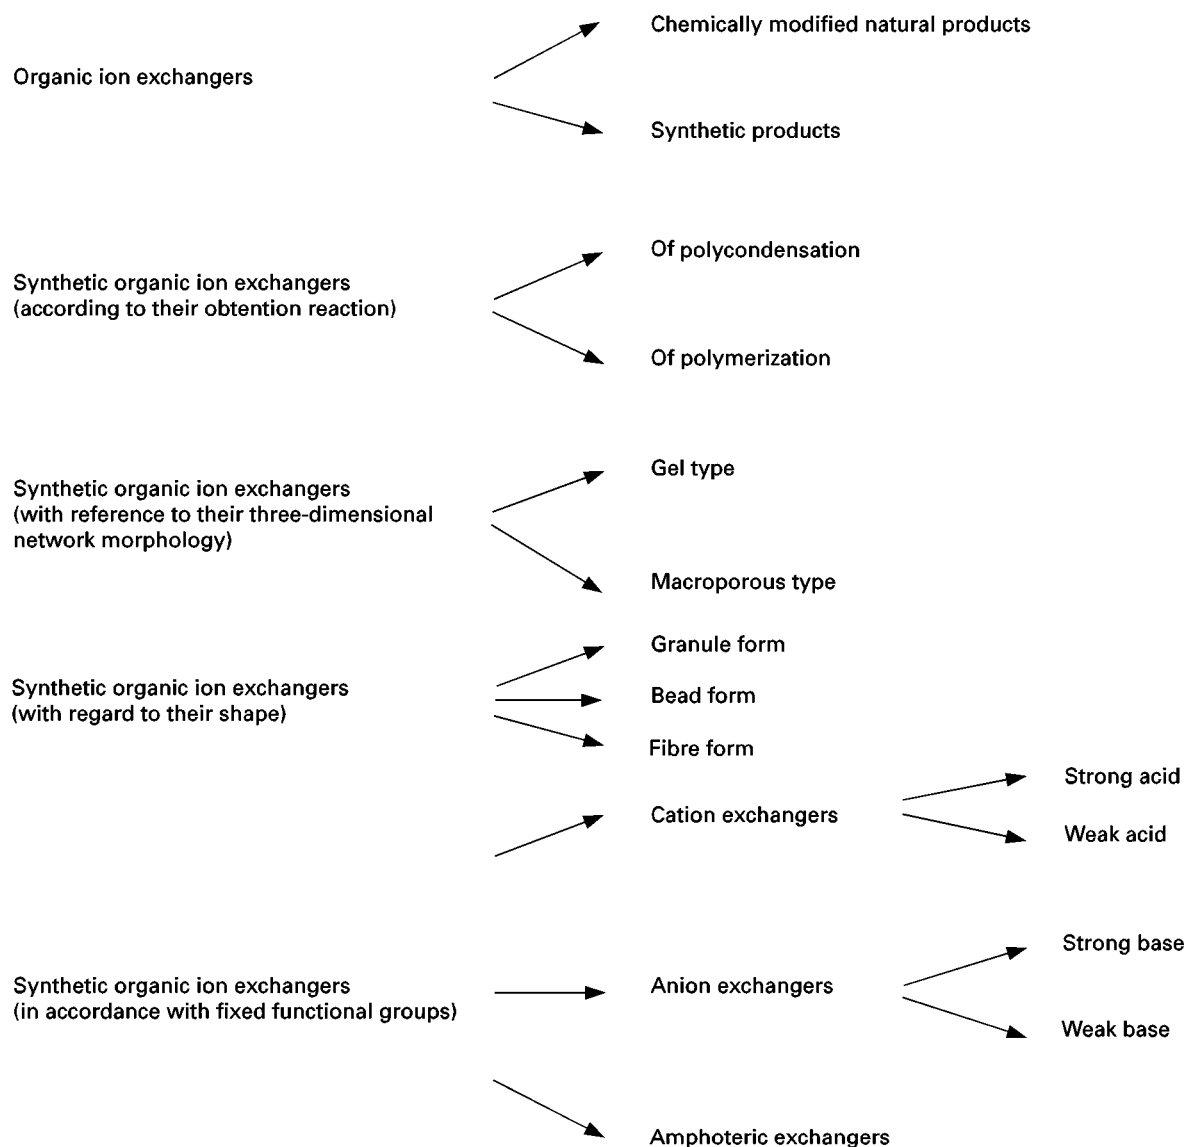 Chemically modified natural products
Organic ion exchangers
Synthetic products
Of polycondensation
Synthetic organic ion exchangers
(according to their obtention reaction)
Of polymerization
Gel type
Synthetic organic ion exchangers
(with reference to their three-dimensional
network morphology)
Macroporous type
Granule form
Synthetic organic ion exchangers
(with regard to their shape)
Bead form
Fibre form
Cation exchangers
Strong acid
Weak acid
Synthetic organic ion exchangers
(in accordance with fixed functional groups)
Anion exchangers
Strong base
Weak base
Amphoteric exchangers